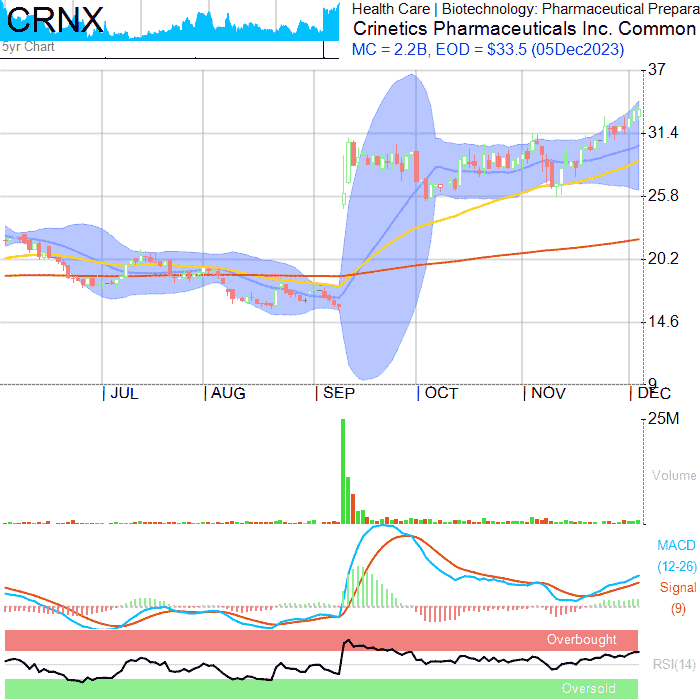 CRNX
5yr Chart
Health Care | Biotechnology: Pharmaceutical Prepara
Crinetics Pharmaceuticals Inc. Common
MC = 2.2B, EOD = $33.5 (05Dec2023)
37
31.4
25.8
20.2
14.6
9
JUL AUG SEP OCT NOV DEC
25M
Volume
MACD
(12-26)
Signal
(9)
Overbought
RSI(14)
Oversold